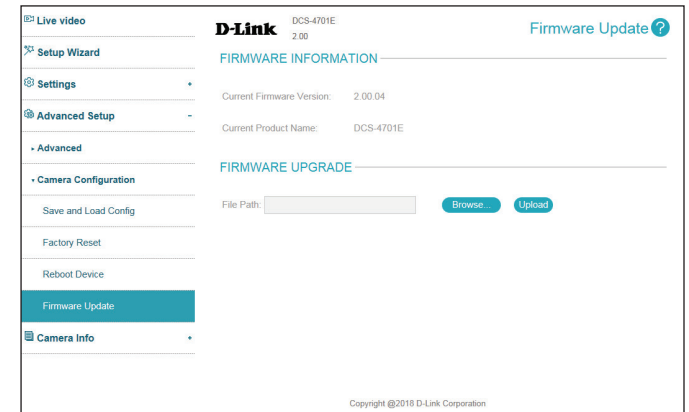 Live video
Setup Wizard
Settings +
Advanced Setup -
Advanced
Camera Configuration
Save and Load Config
Factory Reset
Reboot Device
Firmware Update
Camera Info +
D-Link DCS-4701E
2.00
Firmware Update ?
FIRMWARE INFORMATION
Current Firmware Version: 2.00.04
Current Product Name: DCS-4701E
FIRMWARE UPGRADE
File Path: Browse... Upload
Copyright @2018 D-Link Corporation